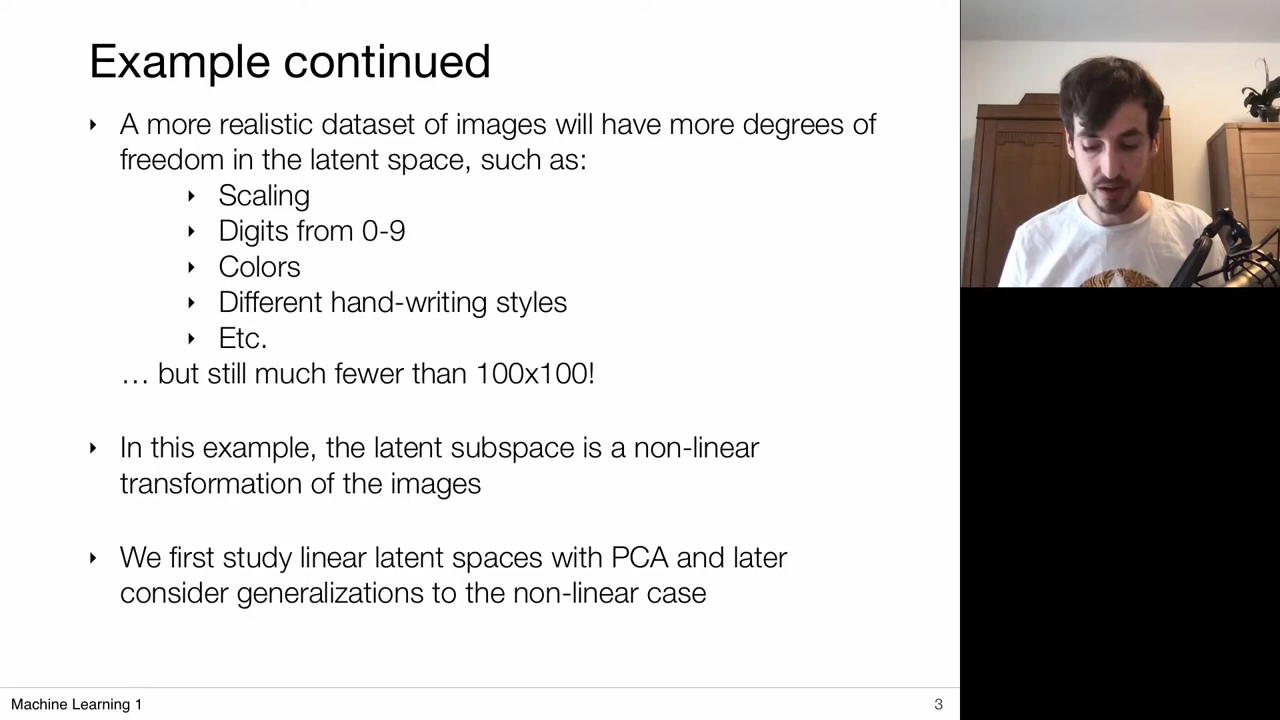 Example continued
‣ A more realistic dataset of images will have more degrees of
freedom in the latent space, such as:
‣ Scaling
‣ Digits from 0-9
‣ Colors
‣ Different hand-writing styles
‣ Etc.
… but still much fewer than 100x100!
‣ In this example, the latent subspace is a non-linear
transformation of the images
‣ We first study linear latent spaces with PCA and later
consider generalizations to the non-linear case
Machine Learning 1
3